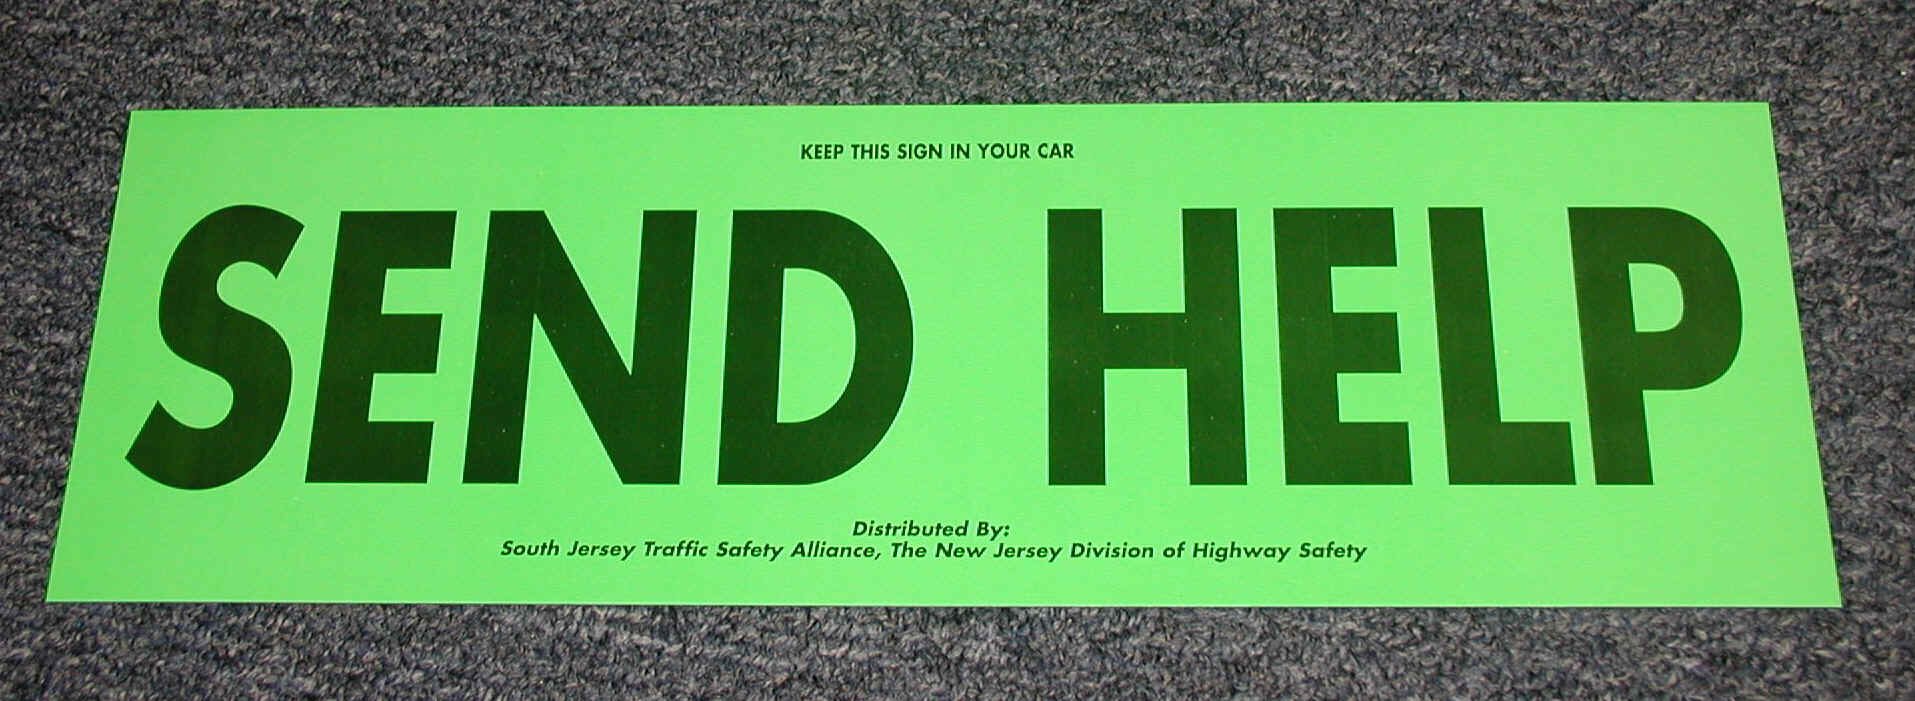 KEEP THIS SIGN IN YOUR CAR
SEND HELP
Distributed By:
South Jersey Traffic Safety Alliance, The New Jersey Division of Highway Safety